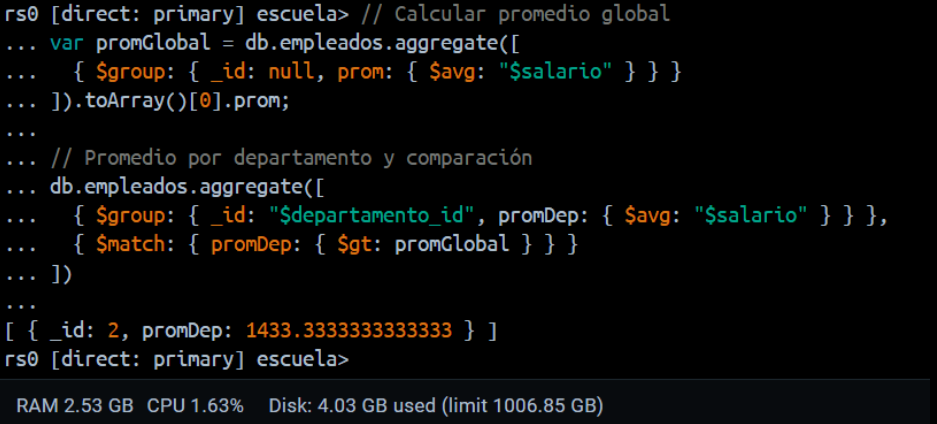 rs0 [direct: primary] escuela> // Calcular promedio global
... var promGlobal = db.empleados.aggregate([
...   { $group: { _id: null, prom: { $avg: "$salario" } } }
... ]).toArray()[0].prom;
...
... // Promedio por departamento y comparación
... db.empleados.aggregate([
...   { $group: { _id: "$departamento_id", promDep: { $avg: "$salario" } } },
...   { $match: { promDep: { $gt: promGlobal } } }
... ])
...
[ { _id: 2, promDep: 1433.3333333333333 } ]
rs0 [direct: primary] escuela>
RAM 2.53 GB CPU 1.63% Disk: 4.03 GB used (limit 1006.85 GB)